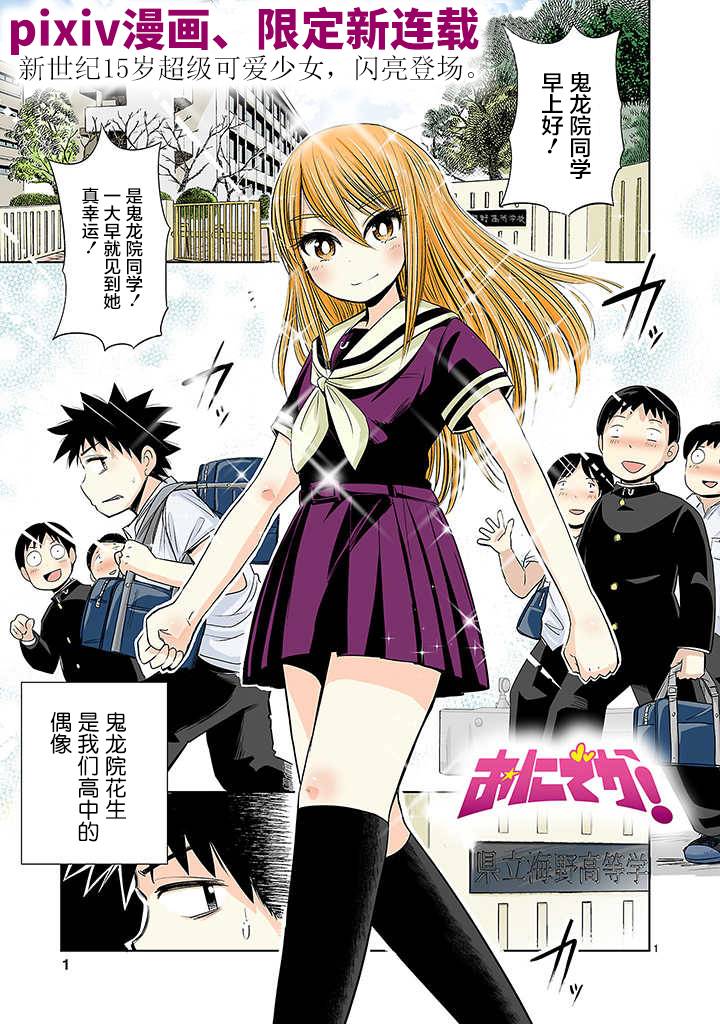 pixiv漫画、限定新连载
新世纪15岁超级可爱少女，闪亮登场。
鬼龙院同学
早上好！
是鬼龙院同学！
一大早就见到她
真幸运！
鬼龙院花生
是我们高中的
偶像
おにでか！
県立海野高等学
1
1